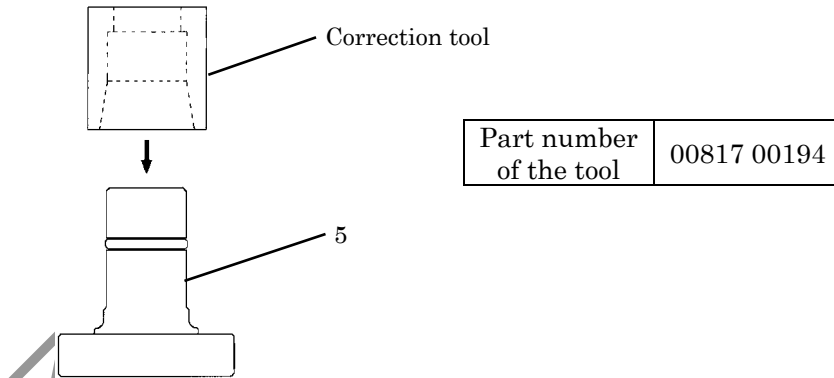 Correction tool
Part number
of the tool
00817 00194
5